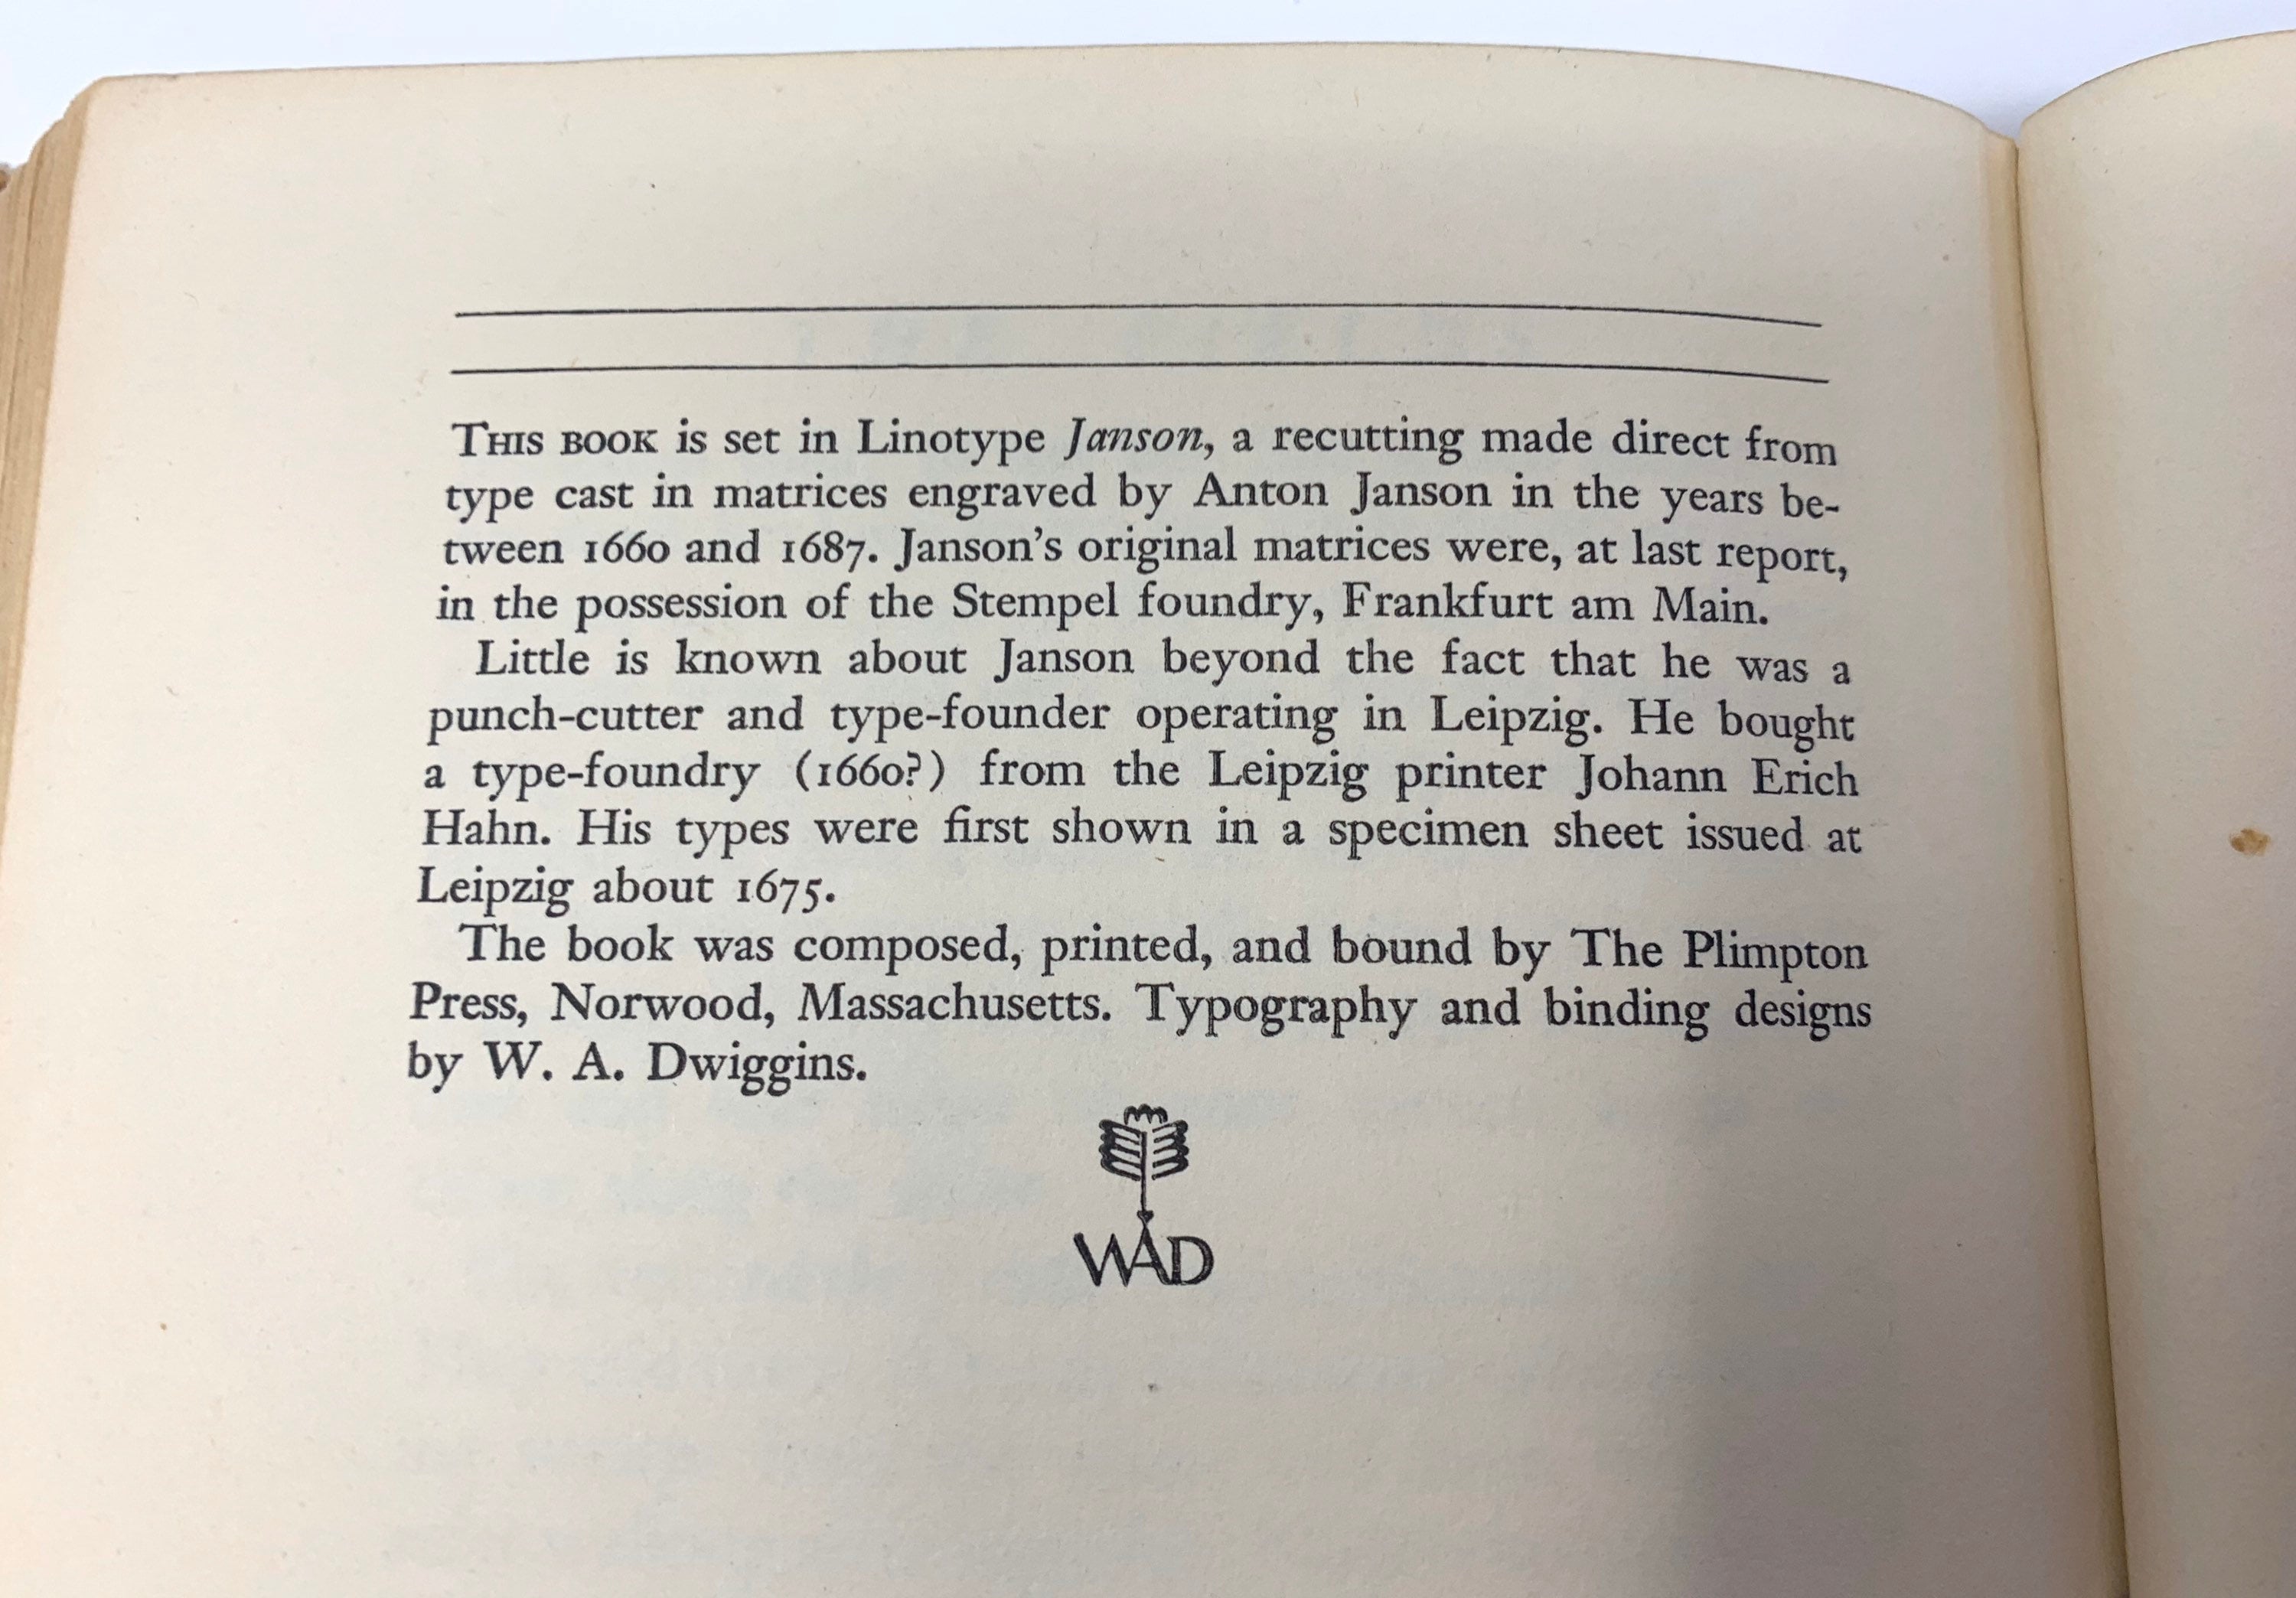 THIS BOOK is set in Linotype Janson, a recutting made direct from
type cast in matrices engraved by Anton Janson in the years be-
tween 1660 and 1687. Janson's original matrices were, at last report,
in the possession of the Stempel foundry, Frankfurt am Main.
Little is known about Janson beyond the fact that he was a
punch-cutter and type-founder operating in Leipzig. He bought
a type-foundry (1660?) from the Leipzig printer Johann Erich
Hahn. His types were first shown in a specimen sheet issued at
Leipzig about 1675.
The book was composed, printed, and bound by The Plimpton
Press, Norwood, Massachusetts. Typography and binding designs
by W. A. Dwiggins.
WAD